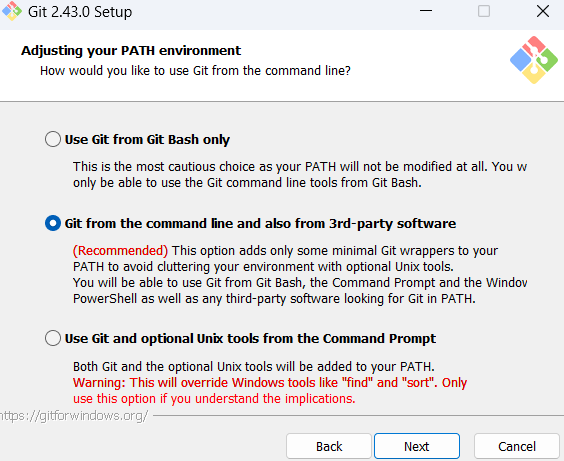 Git 2.43.0 Setup
Adjusting your PATH environment
How would you like to use Git from the command line?
Use Git from Git Bash only
This is the most cautious choice as your PATH will not be modified at all. You w
only be able to use the Git command line tools from Git Bash.
Git from the command line and also from 3rd-party software
(Recommended) This option adds only some minimal Git wrappers to your
PATH to avoid cluttering your environment with optional Unix tools.
You will be able to use Git from Git Bash, the Command Prompt and the Window
PowerShell as well as any third-party software looking for Git in PATH.
Use Git and optional Unix tools from the Command Prompt
Both Git and the optional Unix tools will be added to your PATH.
Warning: This will override Windows tools like "find" and "sort". Only
use this option if you understand the implications.
https://gitforwindows.org/
Back Next Cancel